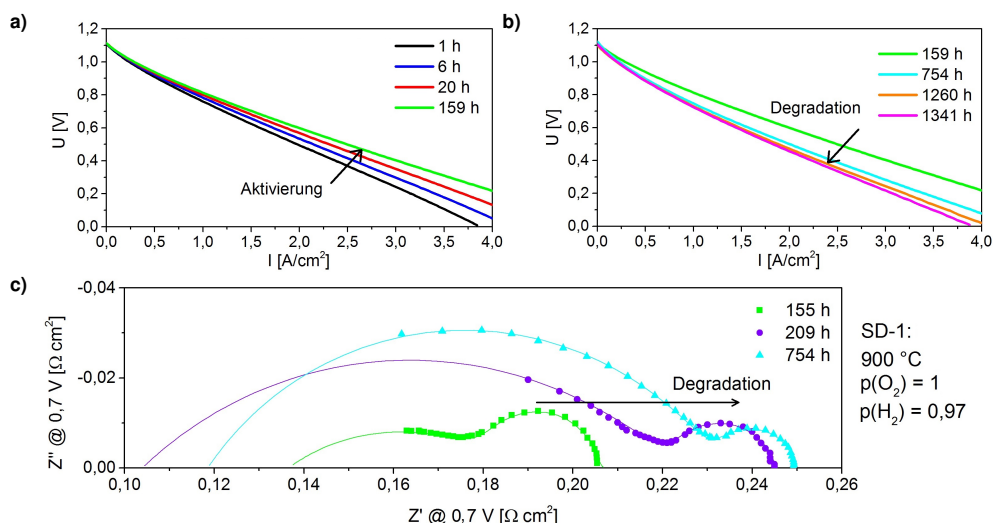 a)
1,2
1,0
0,8
0,6
0,4
0,2
0,0
U [V]
1 h
6 h
20 h
159 h
Aktivierung
0,0 0,5 1,0 1,5 2,0 2,5 3,0 3,5 4,0
I [A/cm²]
b)
1,2
1,0
0,8
0,6
0,4
0,2
0,0
U [V]
159 h
754 h
1260 h
1341 h
Degradation
0,0 0,5 1,0 1,5 2,0 2,5 3,0 3,5 4,0
I [A/cm²]
c)
-0,04
-0,02
0,00
Z'' @ 0,7 V [Ω cm²]
155 h
209 h
754 h
Degradation
0,10 0,12 0,14 0,16 0,18 0,20 0,22 0,24 0,26
Z' @ 0,7 V [Ω cm²]
SD-1:
900 °C
p(O₂) = 1
p(H₂) = 0,97